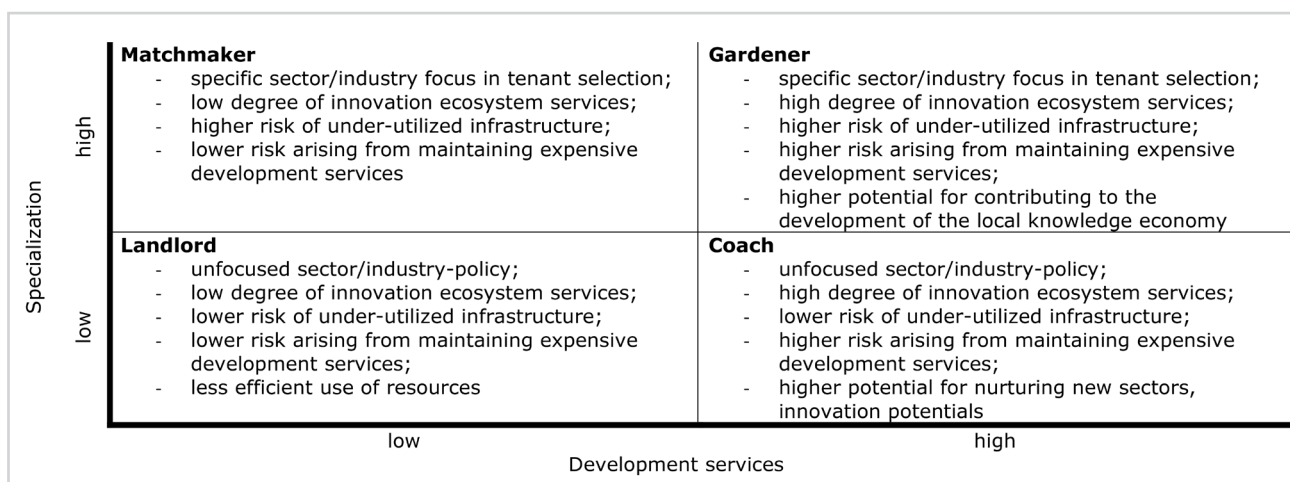 Matchmaker
- specific sector/industry focus in tenant selection;
- low degree of innovation ecosystem services;
- higher risk of under-utilized infrastructure;
- lower risk arising from maintaining expensive
development services
Gardener
- specific sector/industry focus in tenant selection;
- high degree of innovation ecosystem services;
- higher risk of under-utilized infrastructure;
- higher risk arising from maintaining expensive
development services;
- higher potential for contributing to the
development of the local knowledge economy
Landlord
- unfocused sector/industry-policy;
- low degree of innovation ecosystem services;
- lower risk of under-utilized infrastructure;
- lower risk arising from maintaining expensive
development services;
- less efficient use of resources
Coach
- unfocused sector/industry-policy;
- high degree of innovation ecosystem services;
- lower risk of under-utilized infrastructure;
- higher risk arising from maintaining expensive
development services;
- higher potential for nurturing new sectors,
innovation potentials
Specialization
high
low
low
high
Development services